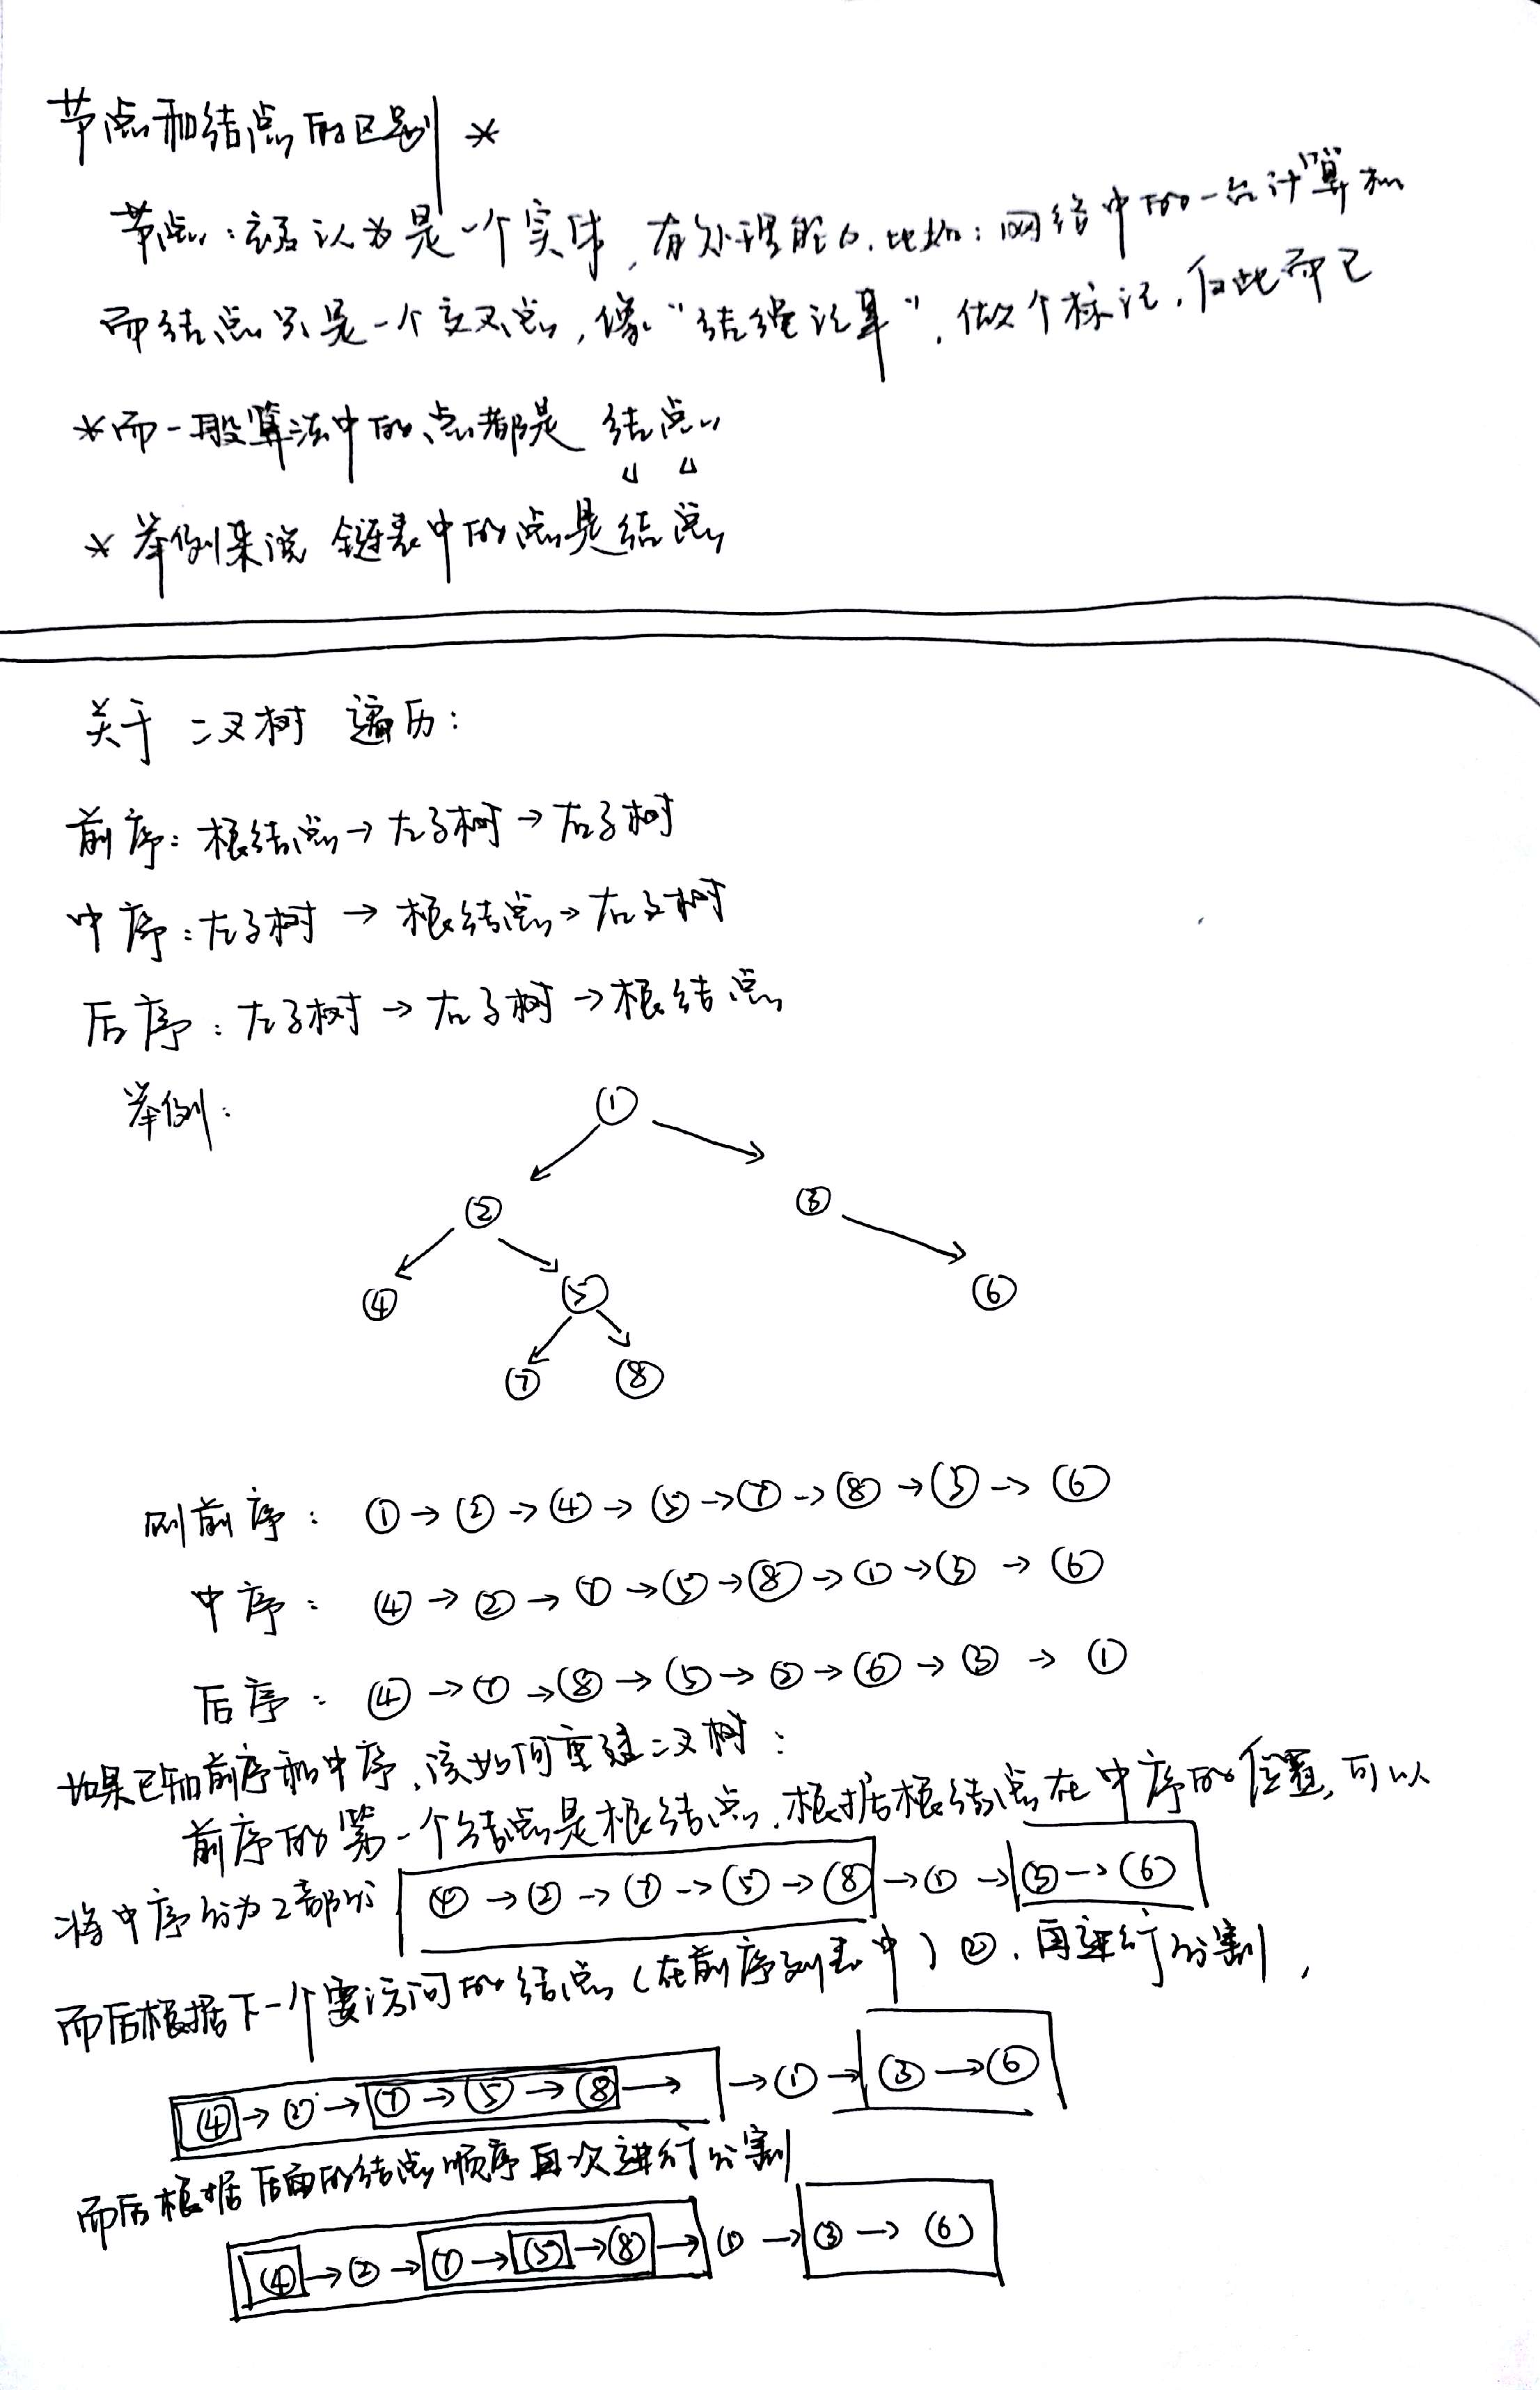 节点和结点的区别 *
节点：该认为是一个实体，有处理能力，比如：网络中的一台计算机
而结点只是一个交叉点，像“结绳计算”，做个标记，仅此而已
*而一般算法中的点都是 结点
* 举例来说 链表中的点是结点
关于 二叉树 遍历：
前序：根结点→左子树→右子树
中序：左子树 → 根结点→右子树
后序：左子树→右子树→根结点
举例：
①
② ③
④ ⑤ ⑥
⑦ ⑧
则前序： ①→②→④→⑤→⑦→⑧→③→⑥
中序： ④→②→⑦→⑤→⑧→①→③→⑥
后序： ④→⑦→⑧→⑤→②→⑥→③→①
如果已知前序和中序，该如何重建二叉树：
前序的第一个结点是根结点，根据根结点在中序的位置，可以
将中序分为2部分 ④→②→⑦→⑤→⑧→①→③→⑥
而后根据下一个要访问的结点（在前序列表中）②，再进行分割，
④→②→⑦→⑤→⑧→→①→③→⑥
而后根据后面的结点顺序再次进行分割
④→②→⑦→⑤→⑧→①→③→⑥